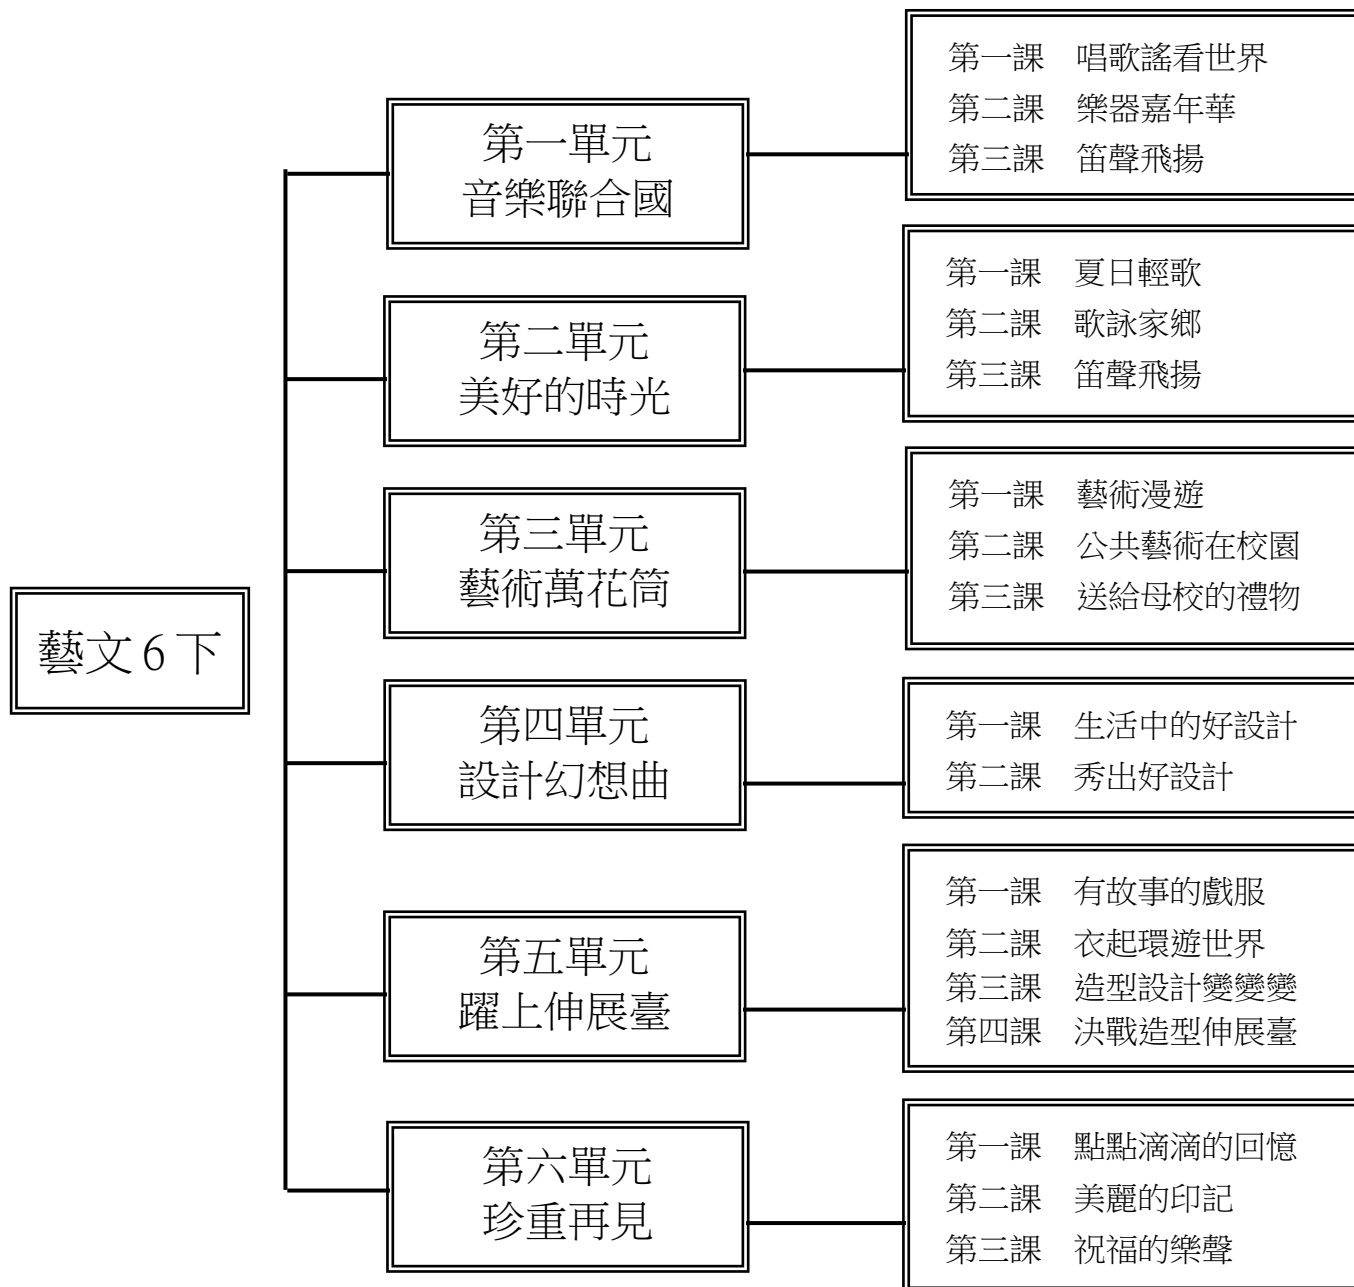 藝文6下
第一單元
音樂聯合國
第一課　唱歌謠看世界
第二課　樂器嘉年華
第三課　笛聲飛揚
第二單元
美好的時光
第一課　夏日輕歌
第二課　歌詠家鄉
第三課　笛聲飛揚
第三單元
藝術萬花筒
第一課　藝術漫遊
第二課　公共藝術在校園
第三課　送給母校的禮物
第四單元
設計幻想曲
第一課　生活中的好設計
第二課　秀出好設計
第五單元
躍上伸展臺
第一課　有故事的戲服
第二課　衣起環遊世界
第三課　造型設計變變變
第四課　決戰造型伸展臺
第六單元
珍重再見
第一課　點點滴滴的回憶
第二課　美麗的印記
第三課　祝福的樂聲